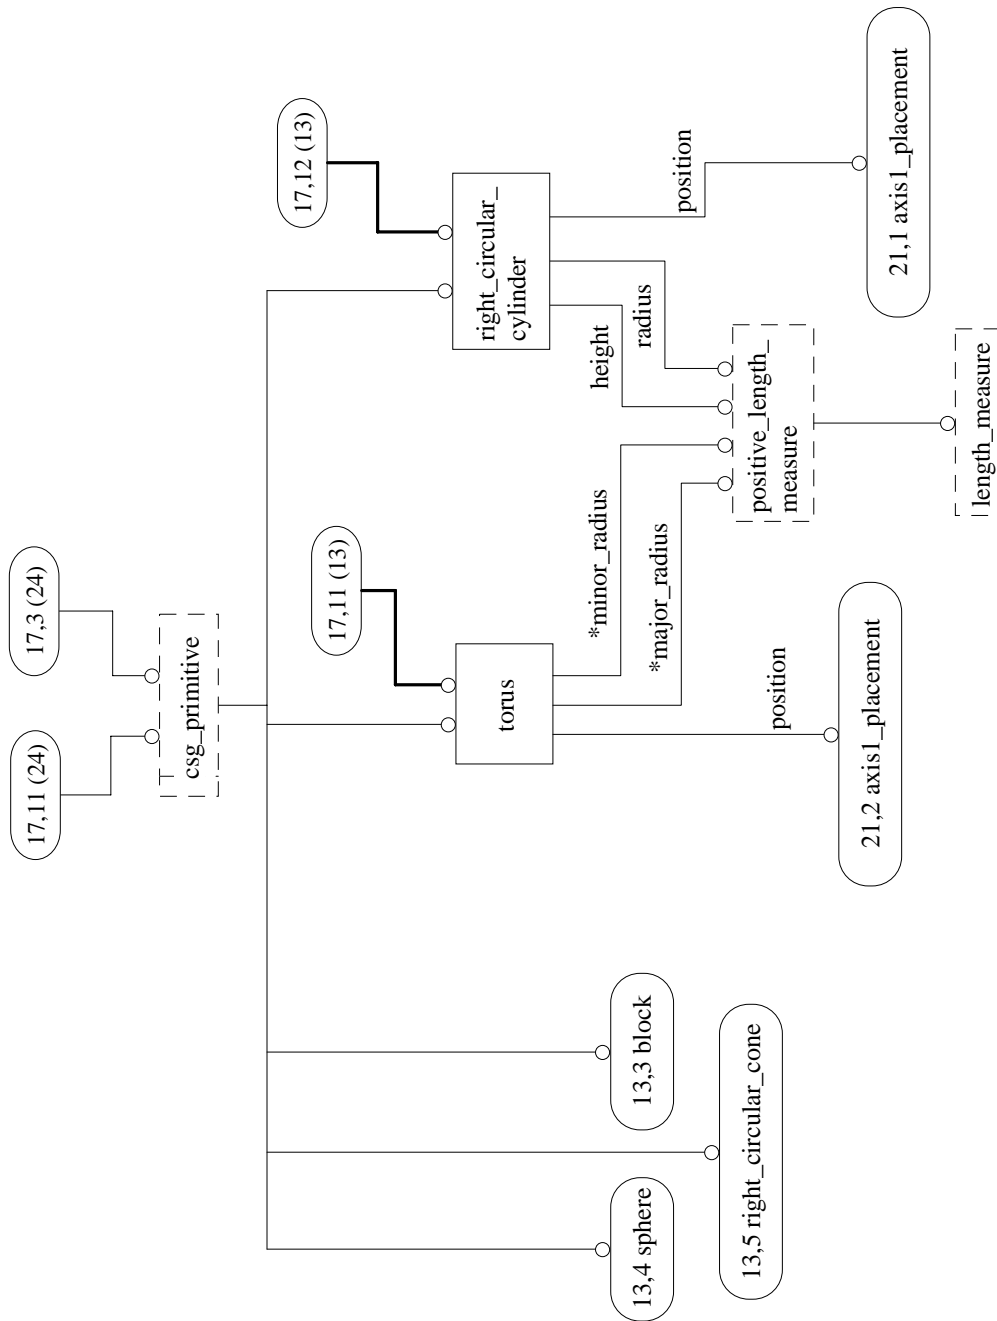 17,11 (24)
17,3 (24)
csg_primitive
17,11 (13)
17,12 (13)
torus
right_circular_
cylinder
*minor_radius
*major_radius
position
height
radius
position
13,4 sphere
13,3 block
13,5 right_circular_cone
positive_length_
measure
21,2 axis1_placement
21,1 axis1_placement
length_measure